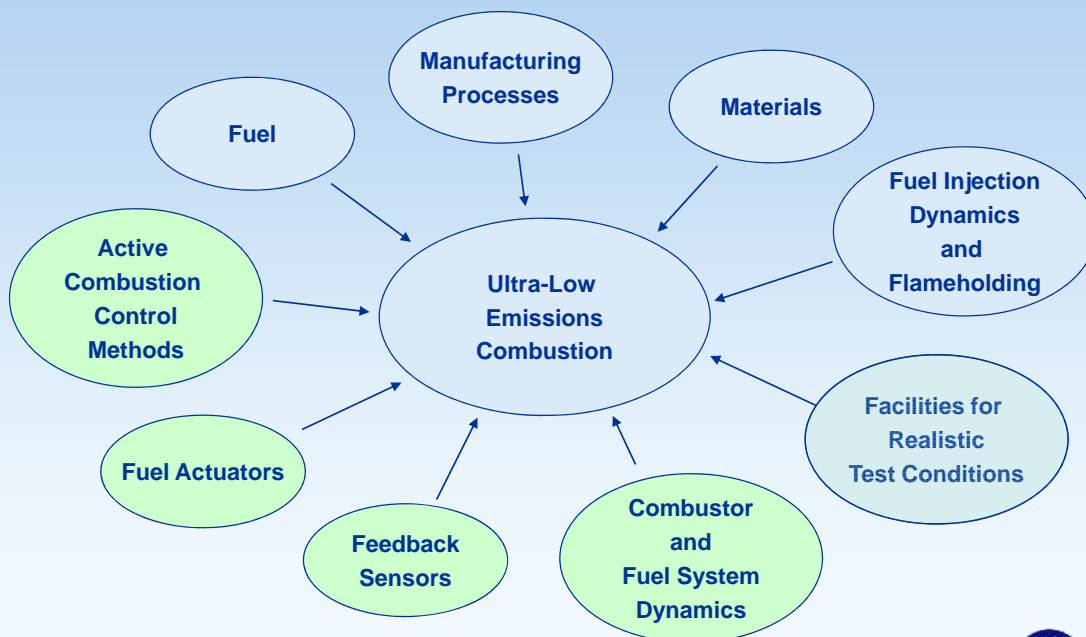 Manufacturing
Processes
Materials
Fuel
Fuel Injection
Dynamics
and
Flameholding
Active
Combustion
Control
Methods
Ultra-Low
Emissions
Combustion
Facilities for
Realistic
Test Conditions
Fuel Actuators
Feedback
Sensors
Combustor
and
Fuel System
Dynamics